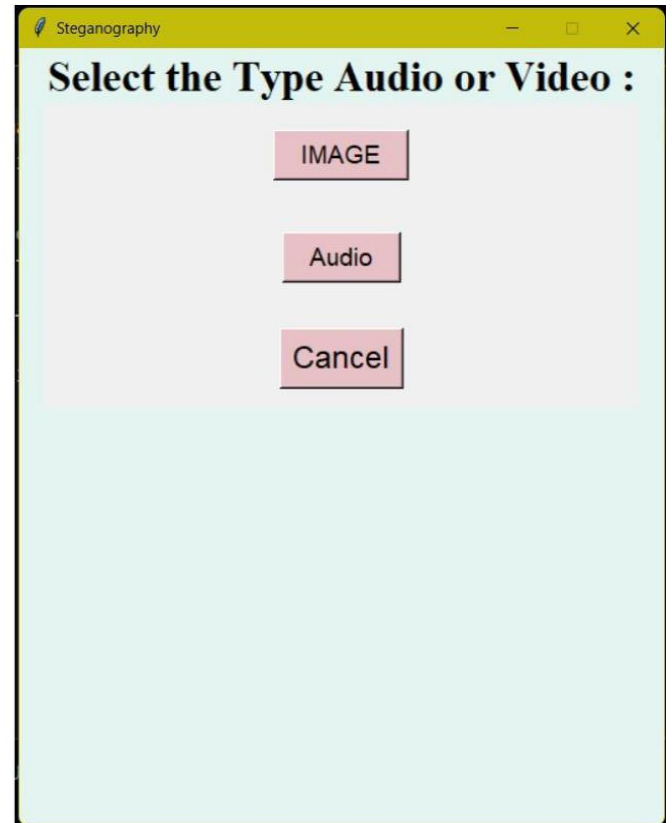 Steganography
Select the Type Audio or Video :
IMAGE
Audio
Cancel